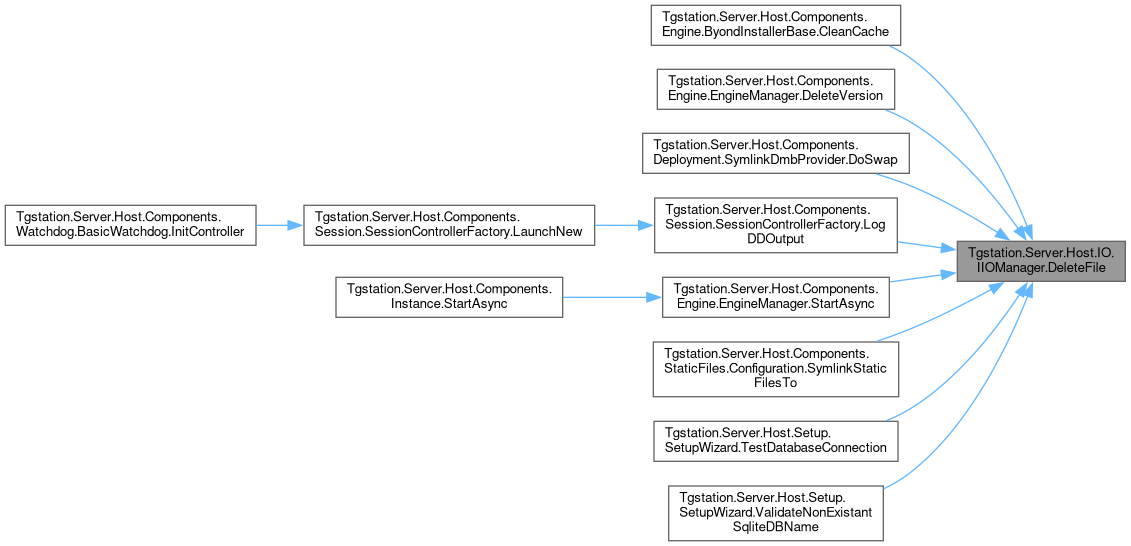 Tgstation.Server.Host.Components.
Engine.ByondInstallerBase.CleanCache
Tgstation.Server.Host.Components.
Engine.EngineManager.DeleteVersion
Tgstation.Server.Host.Components.
Deployment.SymlinkDmbProvider.DoSwap
Tgstation.Server.Host.Components.
Watchdog.BasicWatchdog.InitController
Tgstation.Server.Host.Components.
Session.SessionControllerFactory.LaunchNew
Tgstation.Server.Host.Components.
Session.SessionControllerFactory.Log
DDOutput
Tgstation.Server.Host.IO.
IIOManager.DeleteFile
Tgstation.Server.Host.Components.
Instance.StartAsync
Tgstation.Server.Host.Components.
Engine.EngineManager.StartAsync
Tgstation.Server.Host.Components.
StaticFiles.Configuration.SymlinkStatic
FilesTo
Tgstation.Server.Host.Setup.
SetupWizard.TestDatabaseConnection
Tgstation.Server.Host.Setup.
SetupWizard.ValidateNonExistant
SqliteDBName